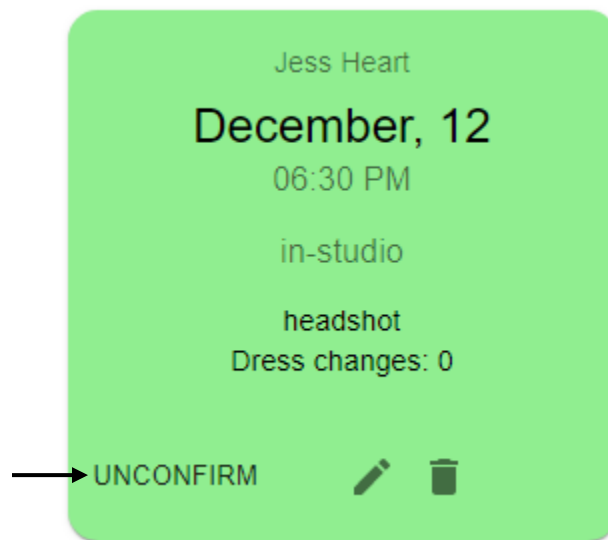 Jess Heart
December, 12
06:30 PM
in-studio
headshot
Dress changes: 0
UNCONFIRM